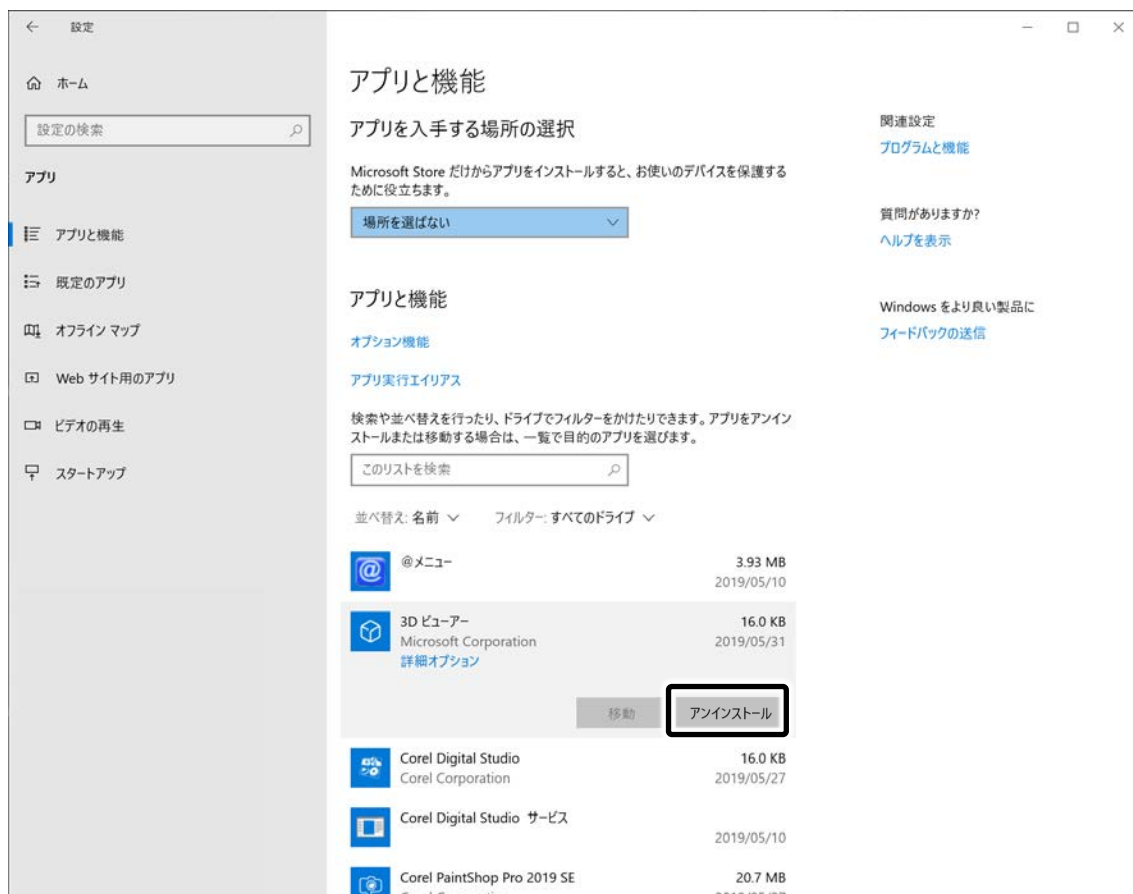 設定
ホーム
設定の検索
アプリ
アプリと機能
既定のアプリ
オフライン マップ
Web サイト用のアプリ
ビデオの再生
スタートアップ
アプリと機能
アプリを入手する場所の選択
Microsoft Store だけからアプリをインストールすると、お使いのデバイスを保護する
ために役立ちます。
場所を選ばない
アプリと機能
オプション機能
アプリ実行エイリアス
検索や並べ替えを行ったり、ドライブでフィルターをかけたりできます。アプリをアンイン
ストールまたは移動する場合は、一覧で目的のアプリを選びます。
このリストを検索
並べ替え: 名前 フィルター: すべてのドライブ
@メニュー 3.93 MB
2019/05/10
3D ビューアー 16.0 KB
Microsoft Corporation 2019/05/31
詳細オプション
移動 アンインストール
Corel Digital Studio 16.0 KB
Corel Corporation 2019/05/27
Corel Digital Studio サービス
2019/05/10
Corel PaintShop Pro 2019 SE 20.7 MB
関連設定
プログラムと機能
質問がありますか?
ヘルプを表示
Windows をより良い製品に
フィードバックの送信